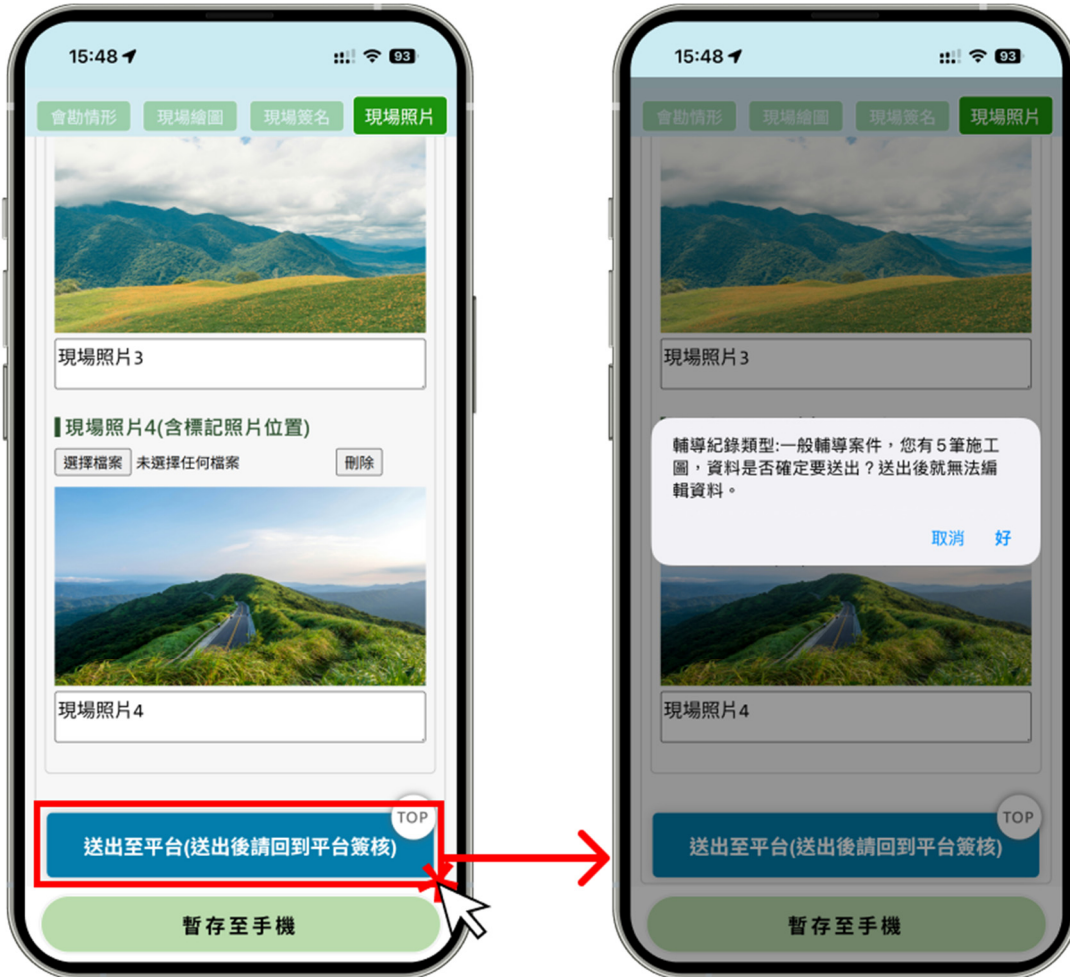 15:48
93
會勘情形
現場繪圖
現場簽名
現場照片
現場照片3
現場照片4(含標記照片位置)
選擇檔案 未選擇任何檔案
刪除
現場照片4
TOP
送出至平台(送出後請回到平台簽核)
暫存至手機
15:48
93
會勘情形
現場繪圖
現場簽名
現場照片
現場照片3
輔導紀錄類型:一般輔導案件，您有5筆施工
圖，資料是否確定要送出？送出後就無法編
輯資料。
取消
好
現場照片4
TOP
送出至平台(送出後請回到平台簽核)
暫存至手機